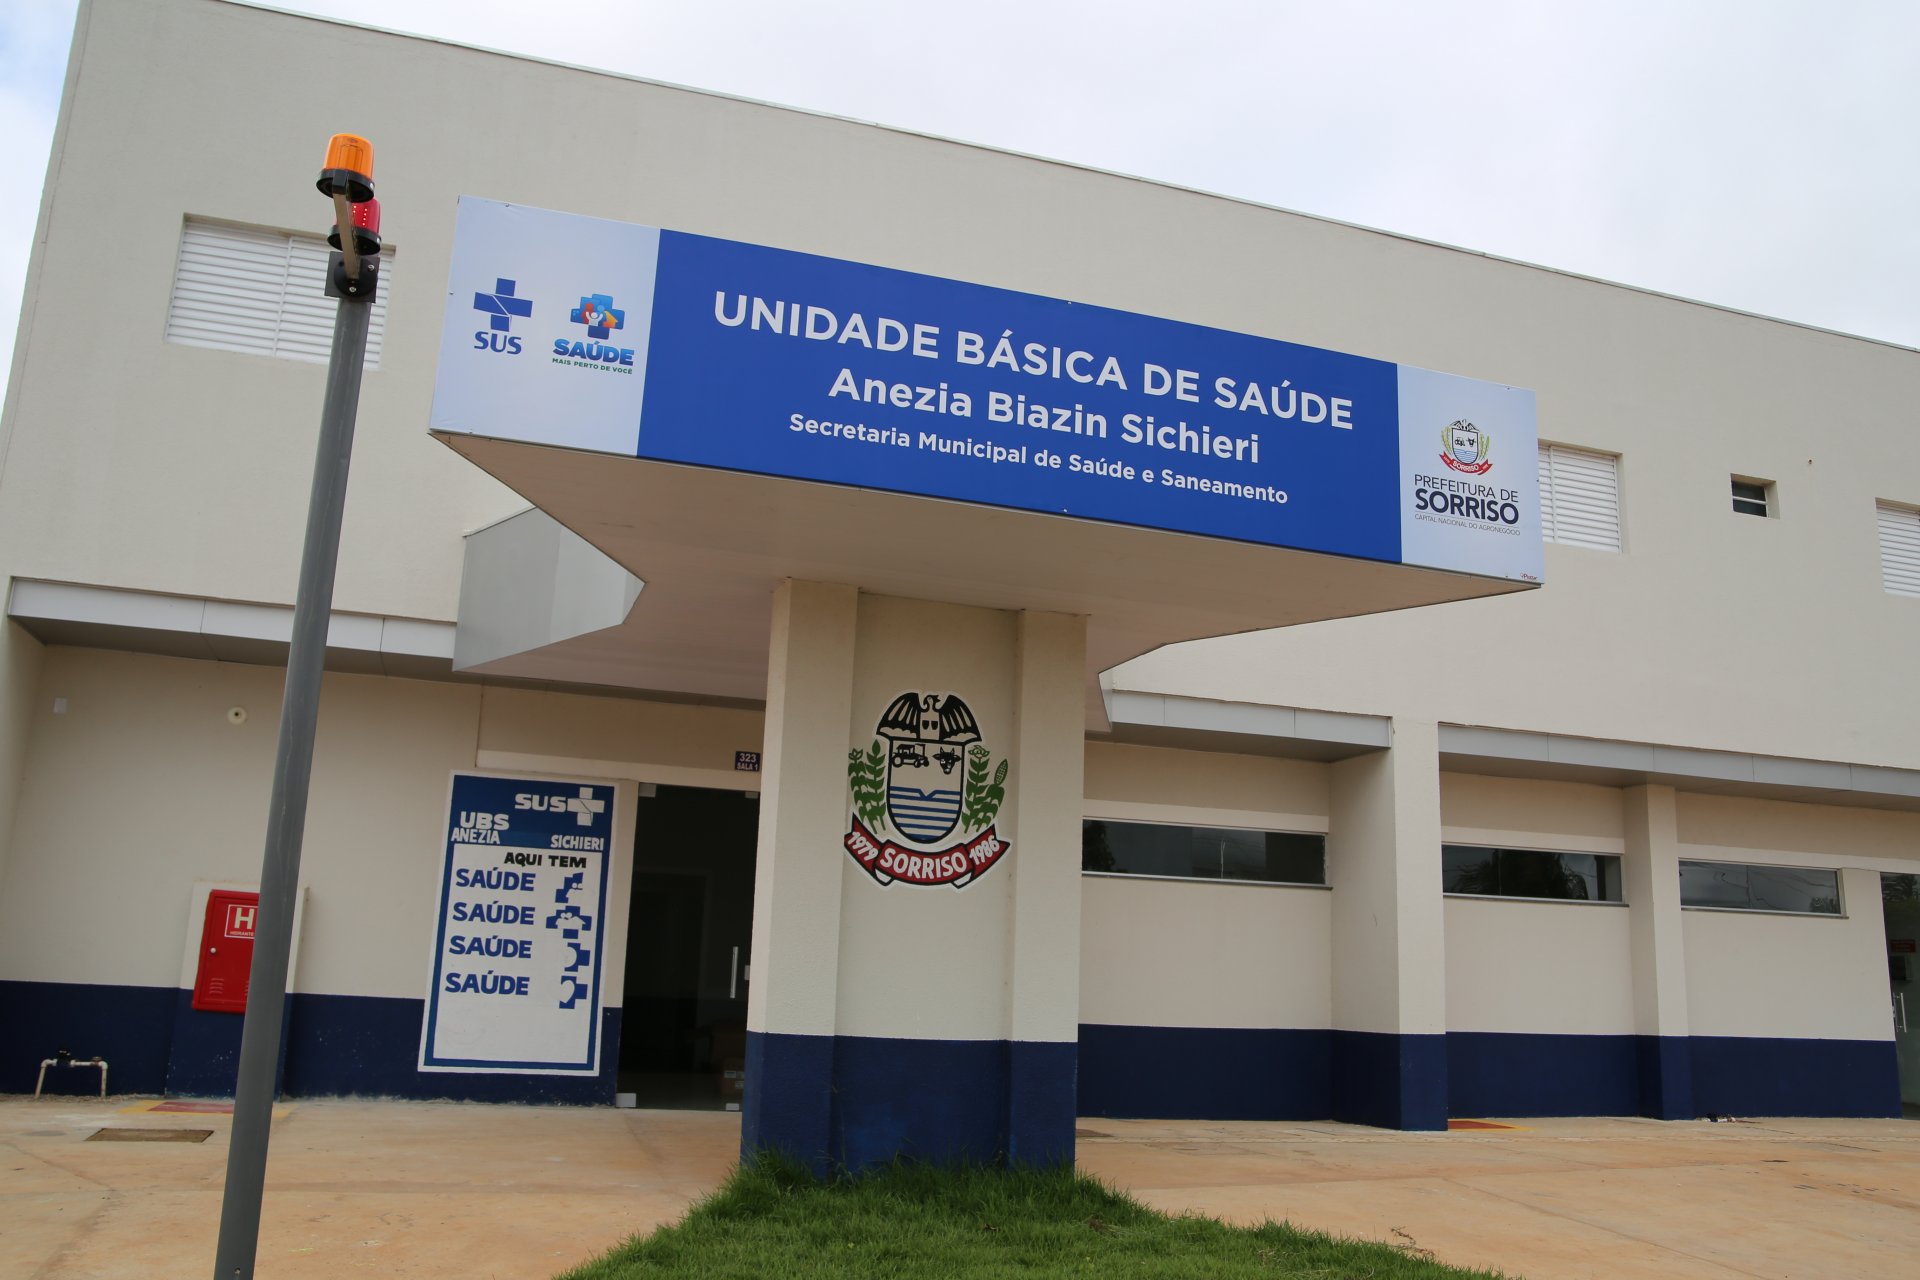 SUS
SAÚDE
MAIS PERTO DE VOCÊ
UNIDADE BÁSICA DE SAÚDE
Anezia Biazin Sichieri
Secretaria Municipal de Saúde e Saneamento
SORRISO
PREFEITURA DE
SORRISO
CAPITAL NACIONAL DO AGRONEGÓCIO
323
SALA 1
1979 SORRISO 1986
SUS
UBS
ANEZIA SICHIERI
AQUI TEM
SAÚDE
SAÚDE
SAÚDE
SAÚDE
H
HIDRANTE